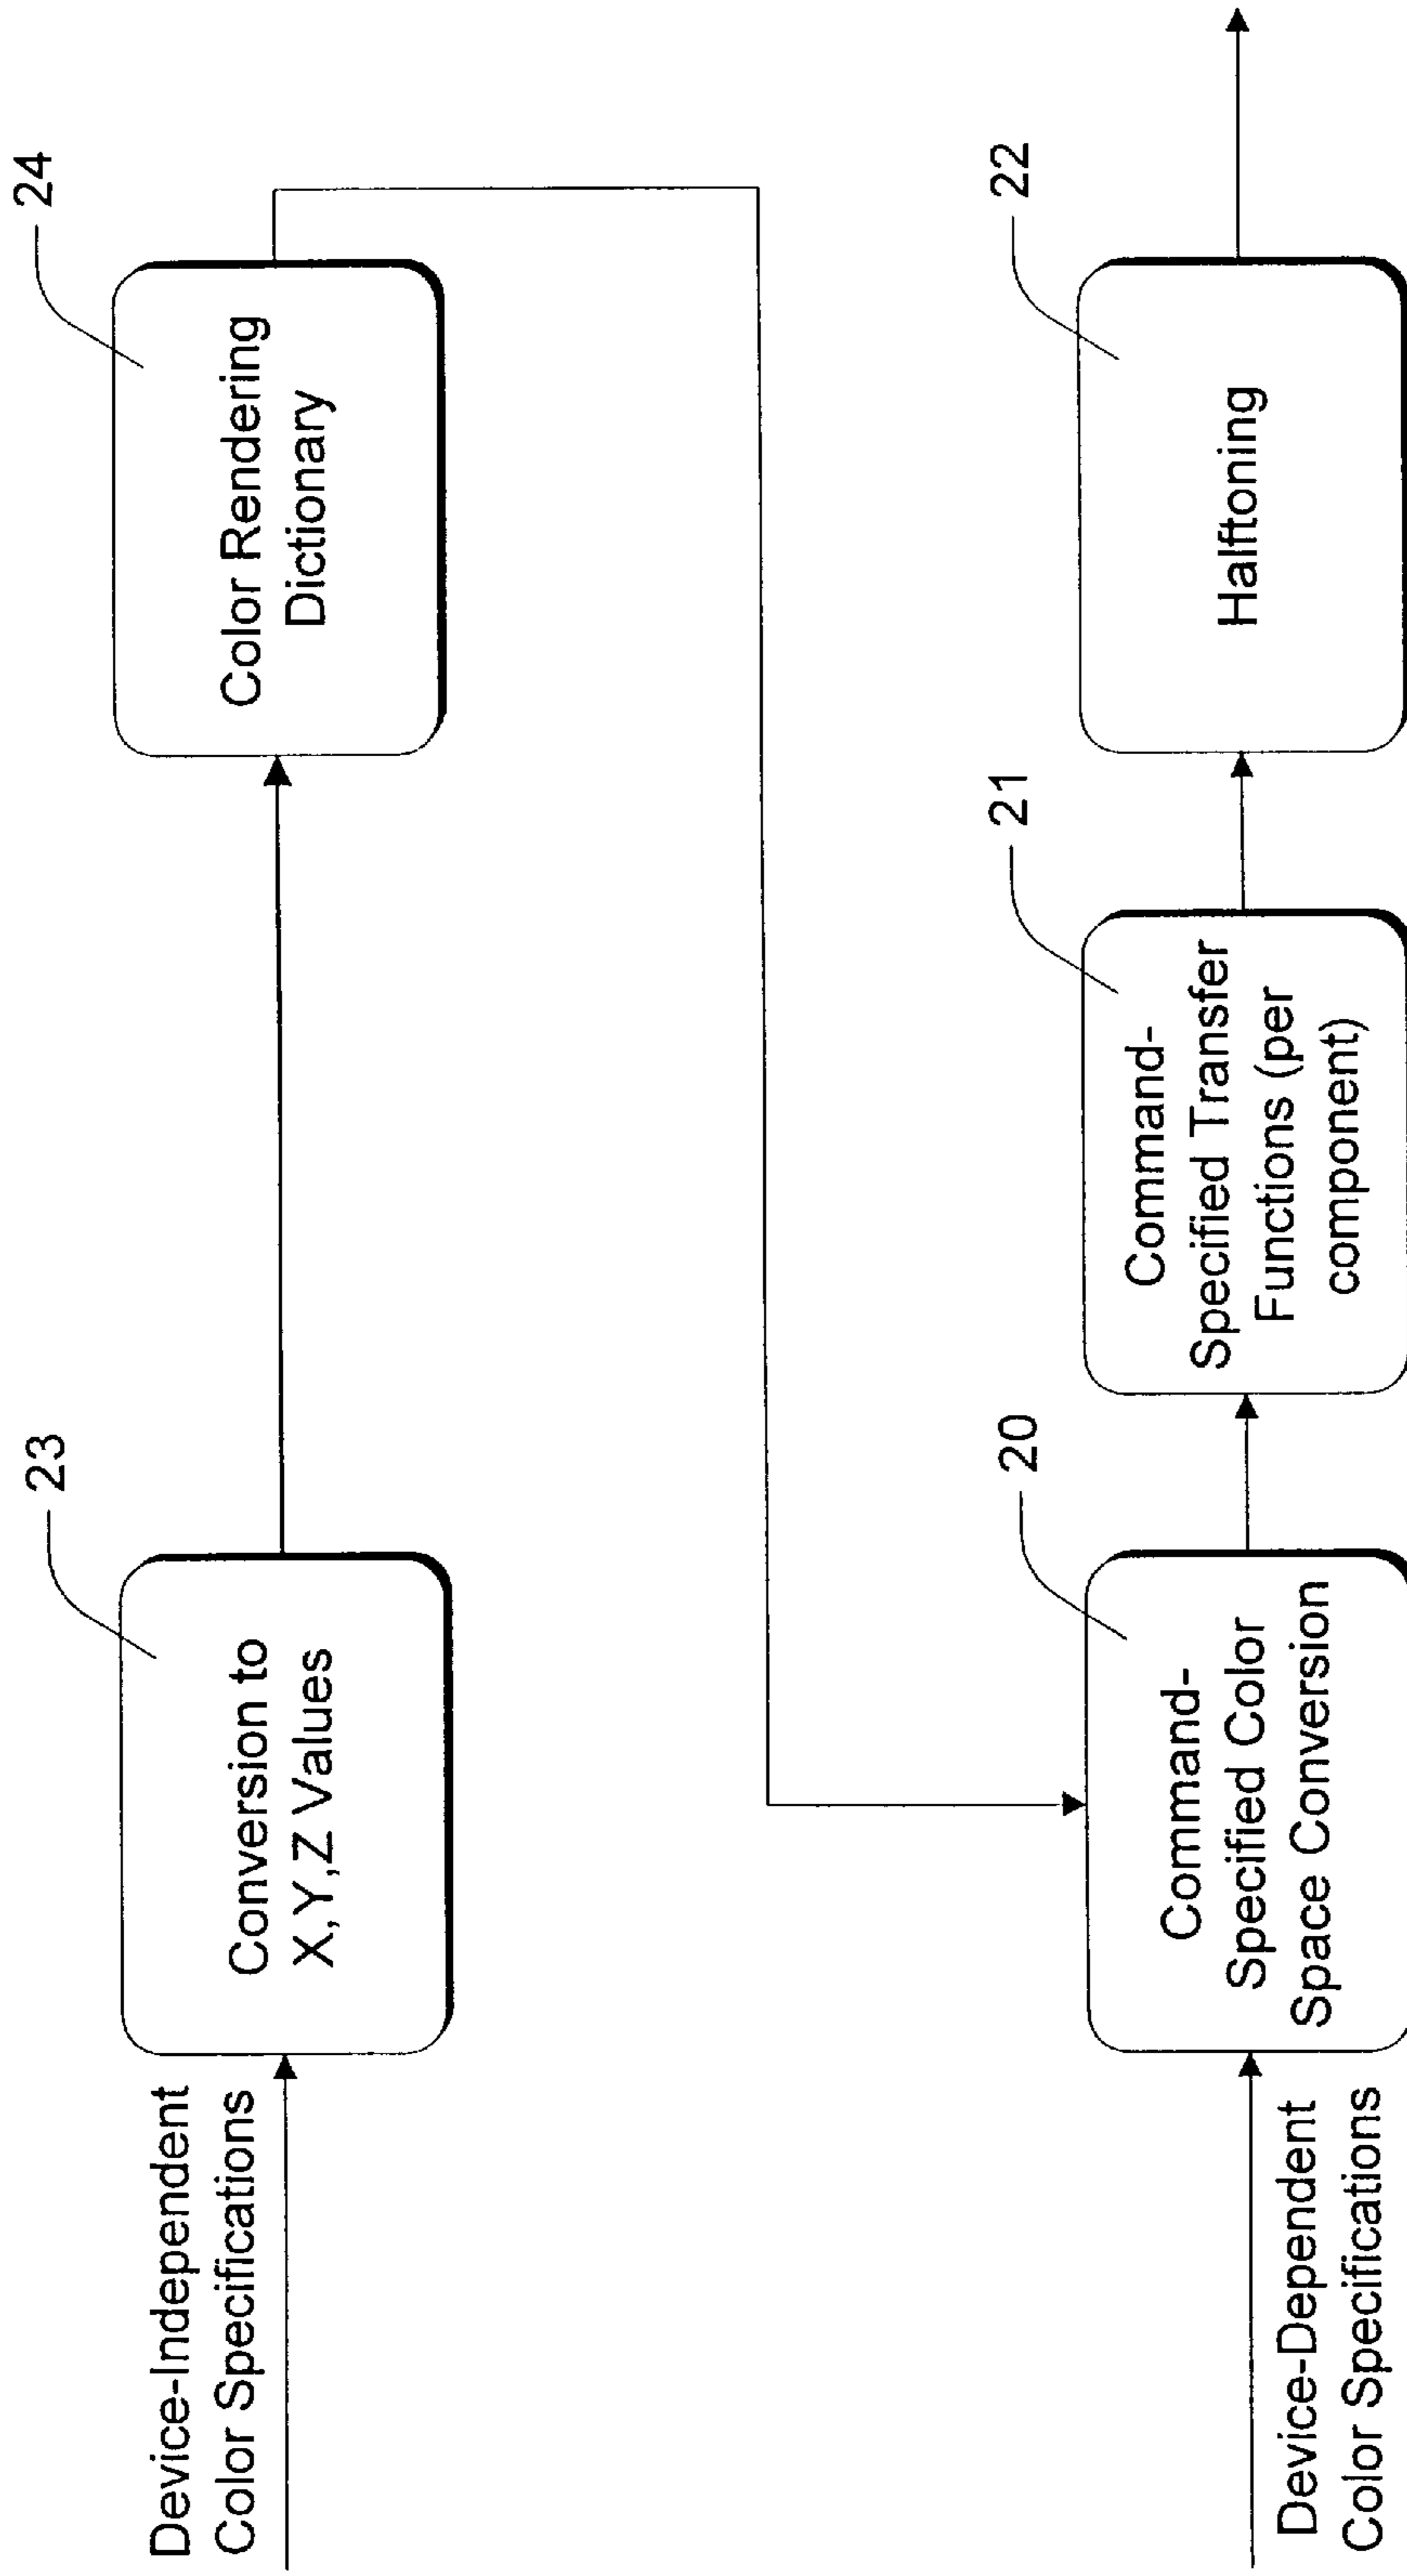 Device-Independent
Color Specifications
23
Conversion to
X,Y,Z Values
24
Color Rendering
Dictionary
Device-Dependent
Color Specifications
20
Command-
Specified Color
Space Conversion
21
Command-
Specified Transfer
Functions (per
component)
22
Halftoning